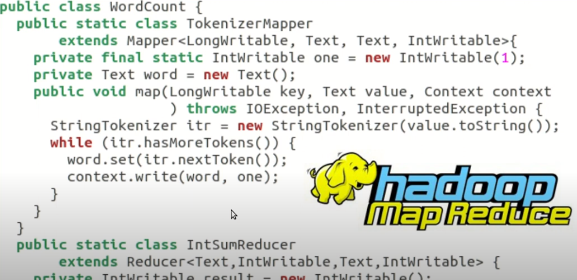 public class WordCount {
public static class TokenizerMapper
extends Mapper<LongWritable, Text, Text, IntWritable>{
private final static IntWritable one = new IntWritable(1);
private Text word = new Text();
public void map(LongWritable key, Text value, Context context
) throws IOException, InterruptedException {
StringTokenizer itr = new StringTokenizer(value.toString());
while (itr.hasMoreTokens()) {
word.set(itr.nextToken());
context.write(word, one);
}
}
}
hadoop
Map Reduce
public static class IntSumReducer
extends Reducer<Text,IntWritable,Text,IntWritable> {
private IntWritable result = new IntWritable();